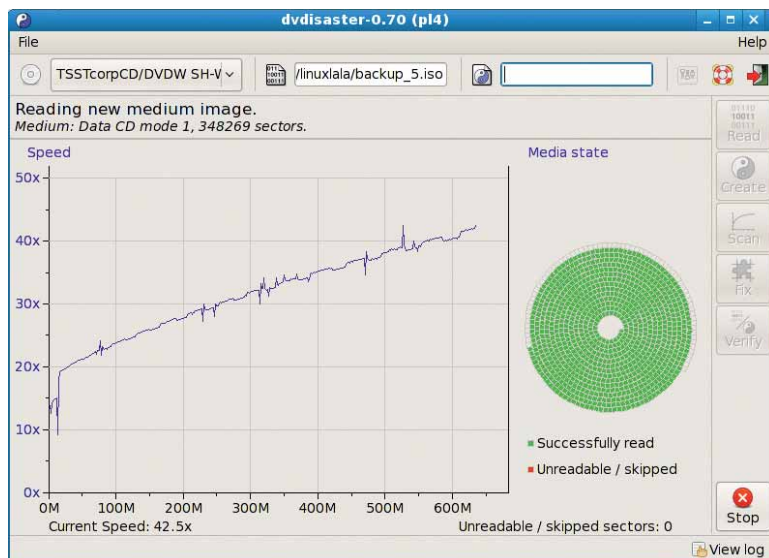 dvdisaster-0.70 (pl4)
File Help
TSSTcorpCD/DVDW SH-W /linuxlala/backup_5.iso
Reading new medium image.
Medium: Data CD mode 1, 348269 sectors.
Speed Media state
50x
40x
30x
20x
10x
0x
0M 100M 200M 300M 400M 500M 600M
Successfully read
Unreadable / skipped
Current Speed: 42.5x Unreadable / skipped sectors: 0
Read
Create
Scan
Fix
Verify
Stop
View log